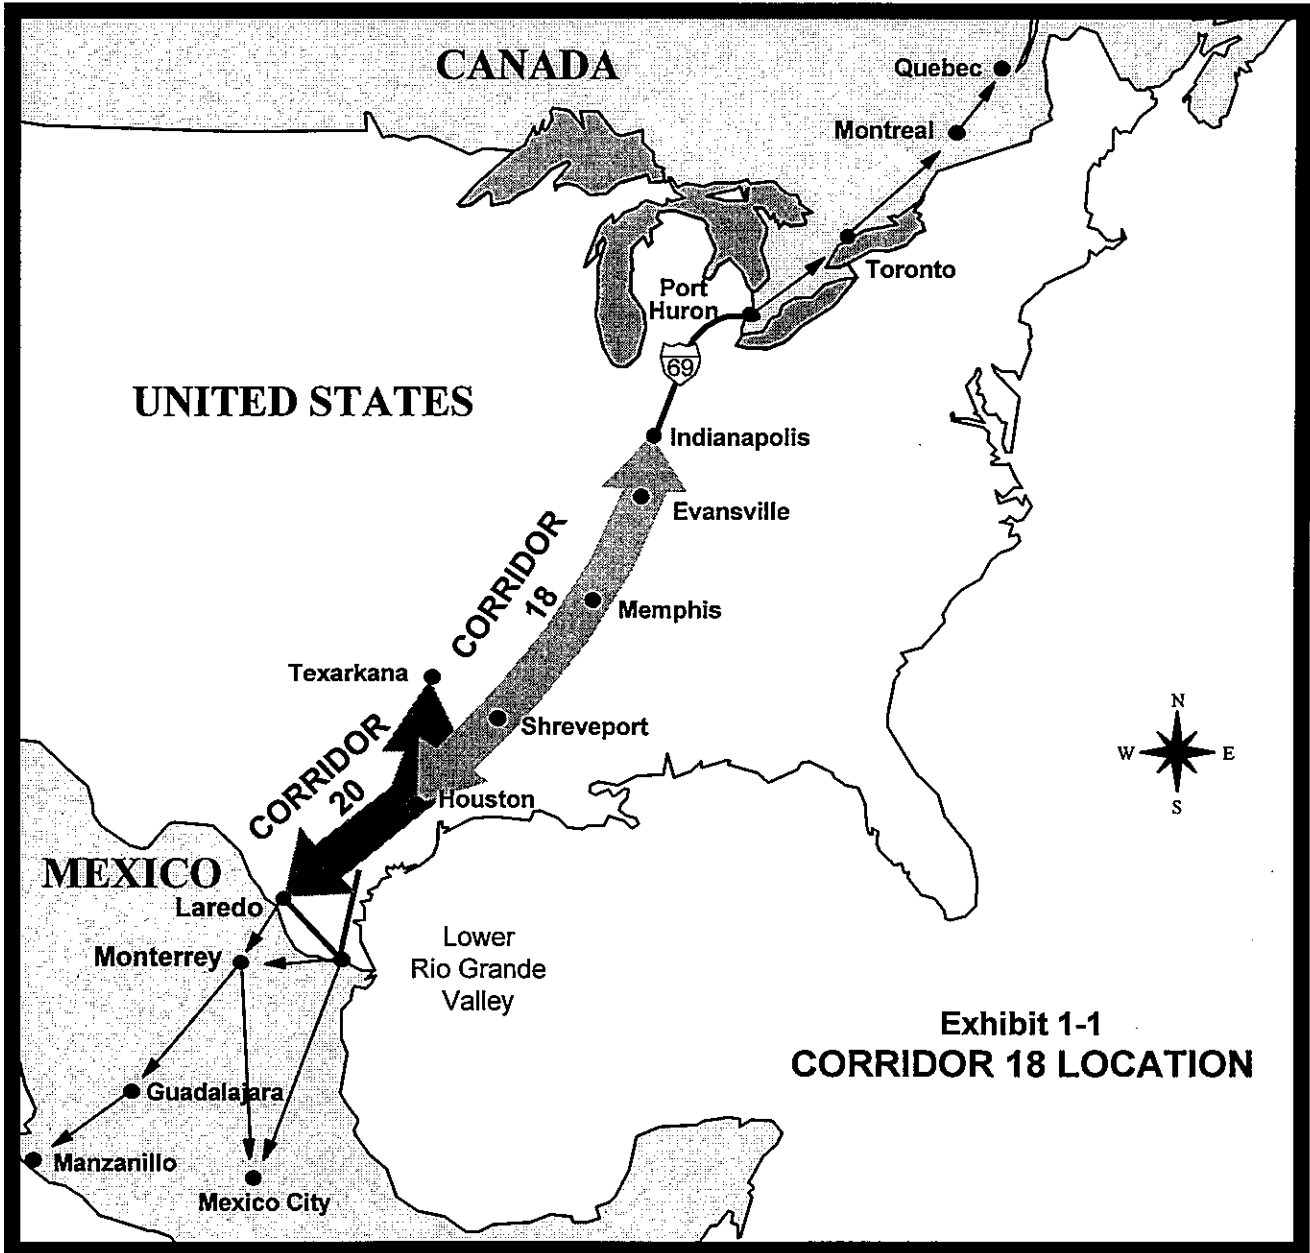 CANADA
Quebec
Montreal
Toronto
Port
Huron
69
UNITED STATES
Indianapolis
Evansville
CORRIDOR
18
Memphis
Texarkana
Shreveport
CORRIDOR
20
Houston
N
W
E
S
MEXICO
Laredo
Monterrey
Lower
Rio Grande
Valley
Guadalajara
Manzanillo
Mexico City
Exhibit 1-1
CORRIDOR 18 LOCATION